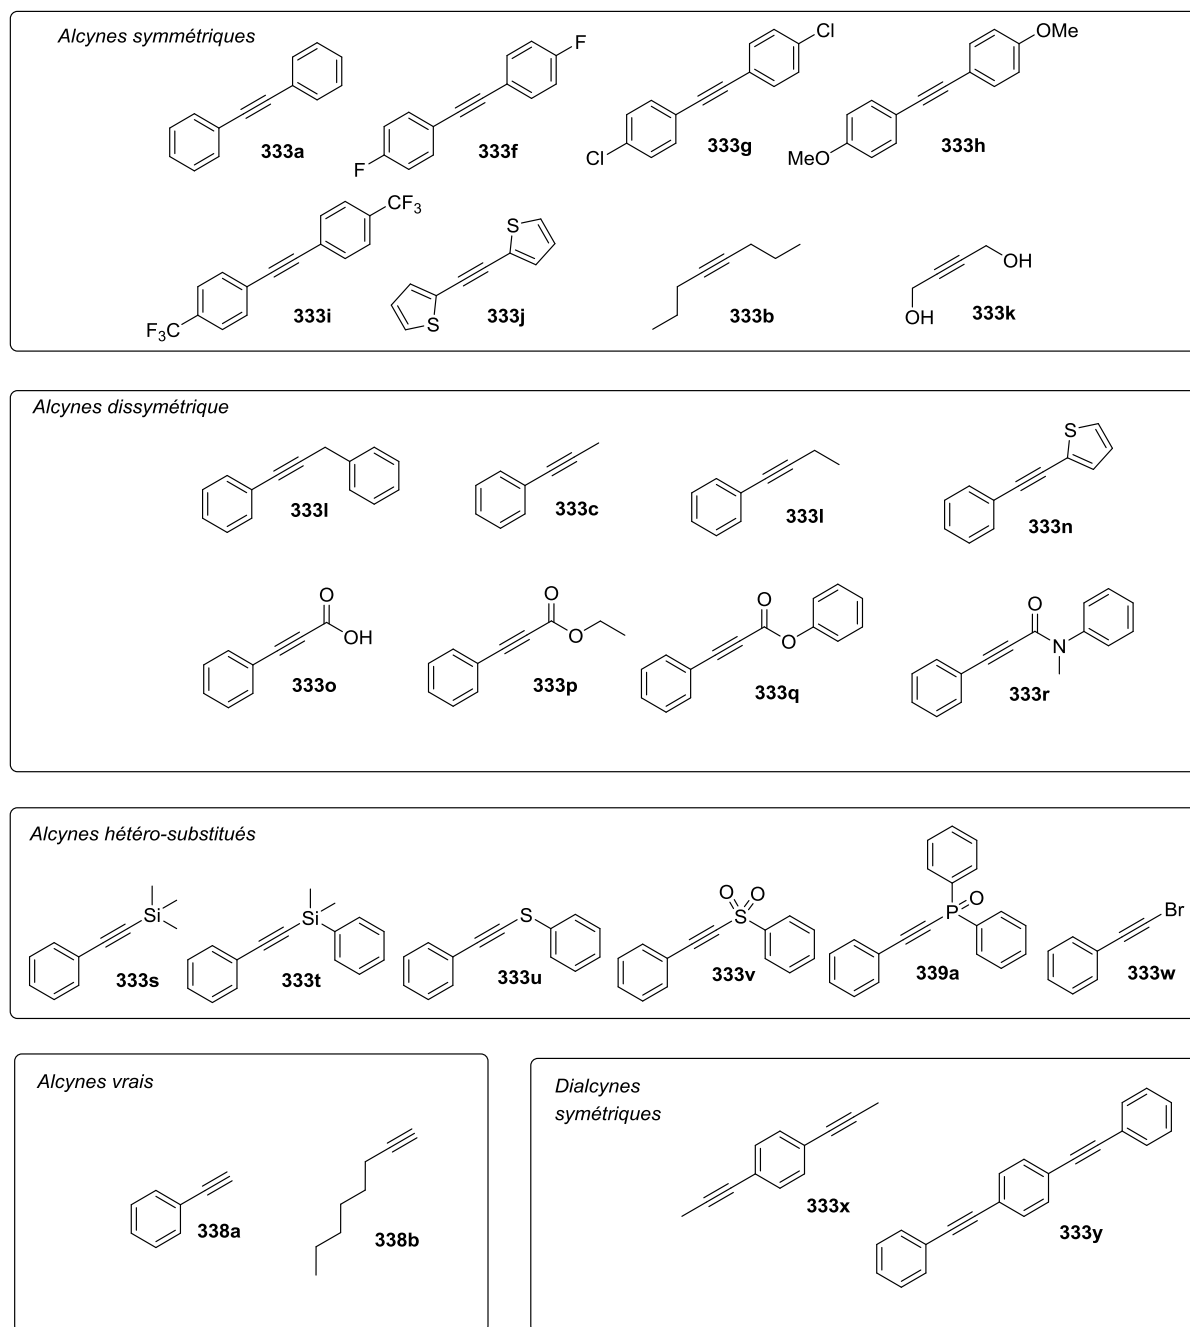 Alcynes symmétriques
F
Cl
OMe
333a
333f
333g
333h
F
Cl
MeO
CF3
S
OH
333i
333j
333b
333k
F3C
S
OH
Alcynes dissymétrique
S
333l
333c
333l
333n
O
OH
O
O
O
O
O
N
333o
333p
333q
333r
Alcynes hétéro-substitués
Si
Si
S
O
O
S
P
O
Br
333s
333t
333u
333v
339a
333w
Alcynes vrais
338a
338b
Dialcynes
symétriques
333x
333y